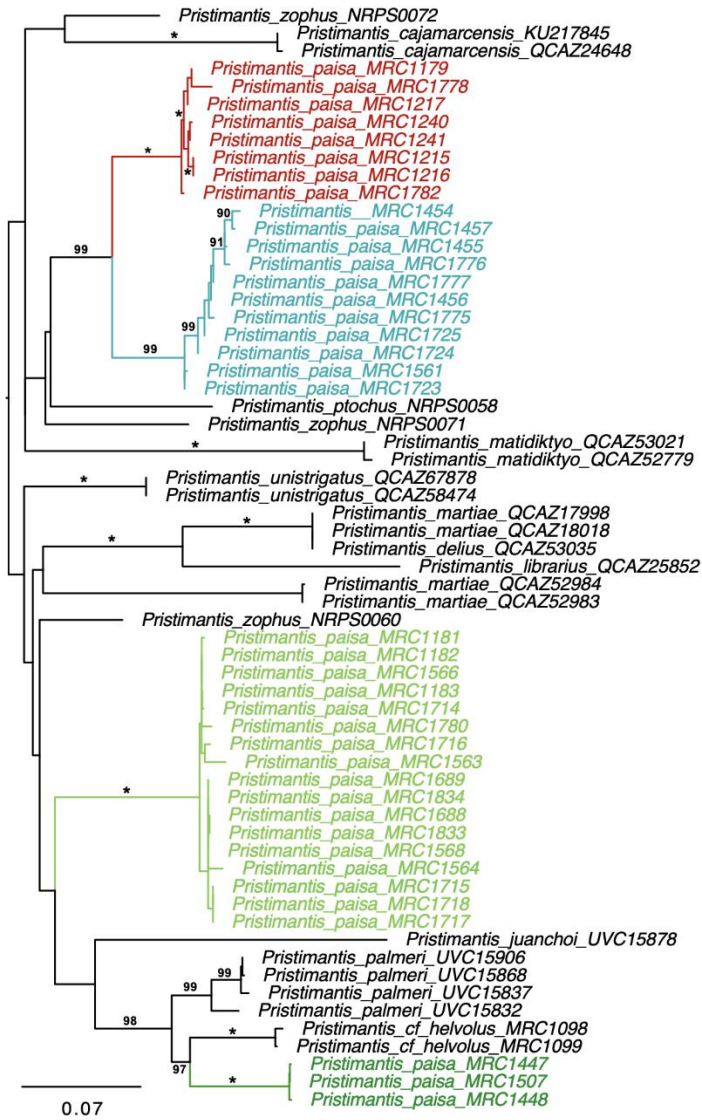 Pristimantis_zophus_NRPS0072
*
Pristimantis_cajamarcensis_KU217845
Pristimantis_cajamarcensis_QCAZ24648
Pristimantis_paisa_MRC1179
Pristimantis_paisa_MRC1778
Pristimantis_paisa_MRC1217
*
Pristimantis_paisa_MRC1240
Pristimantis_paisa_MRC1241
*
Pristimantis_paisa_MRC1215
*
Pristimantis_paisa_MRC1216
Pristimantis_paisa_MRC1782
90
Pristimantis__MRC1454
Pristimantis_paisa_MRC1457
91
Pristimantis_paisa_MRC1455
99
Pristimantis_paisa_MRC1776
Pristimantis_paisa_MRC1777
Pristimantis_paisa_MRC1456
Pristimantis_paisa_MRC1775
99
Pristimantis_paisa_MRC1725
99
Pristimantis_paisa_MRC1724
Pristimantis_paisa_MRC1561
Pristimantis_paisa_MRC1723
Pristimantis_ptochus_NRPS0058
Pristimantis_zophus_NRPS0071
*
Pristimantis_matidiktyo_QCAZ53021
Pristimantis_matidiktyo_QCAZ52779
*
Pristimantis_unistrigatus_QCAZ67878
Pristimantis_unistrigatus_QCAZ58474
Pristimantis_martiae_QCAZ17998
*
Pristimantis_martiae_QCAZ18018
*
Pristimantis_delius_QCAZ53035
Pristimantis_librarius_QCAZ25852
Pristimantis_martiae_QCAZ52984
*
Pristimantis_martiae_QCAZ52983
Pristimantis_zophus_NRPS0060
Pristimantis_paisa_MRC1181
Pristimantis_paisa_MRC1182
Pristimantis_paisa_MRC1566
Pristimantis_paisa_MRC1183
Pristimantis_paisa_MRC1714
Pristimantis_paisa_MRC1780
Pristimantis_paisa_MRC1716
Pristimantis_paisa_MRC1563
Pristimantis_paisa_MRC1689
*
Pristimantis_paisa_MRC1834
Pristimantis_paisa_MRC1688
Pristimantis_paisa_MRC1833
Pristimantis_paisa_MRC1568
Pristimantis_paisa_MRC1564
Pristimantis_paisa_MRC1715
Pristimantis_paisa_MRC1718
Pristimantis_paisa_MRC1717
Pristimantis_juanchoi_UVC15878
Pristimantis_palmeri_UVC15906
99
Pristimantis_palmeri_UVC15868
99
Pristimantis_palmeri_UVC15837
Pristimantis_palmeri_UVC15832
98
*
Pristimantis_cf_helvolus_MRC1098
Pristimantis_cf_helvolus_MRC1099
97
Pristimantis_paisa_MRC1447
*
Pristimantis_paisa_MRC1507
Pristimantis_paisa_MRC1448
0.07